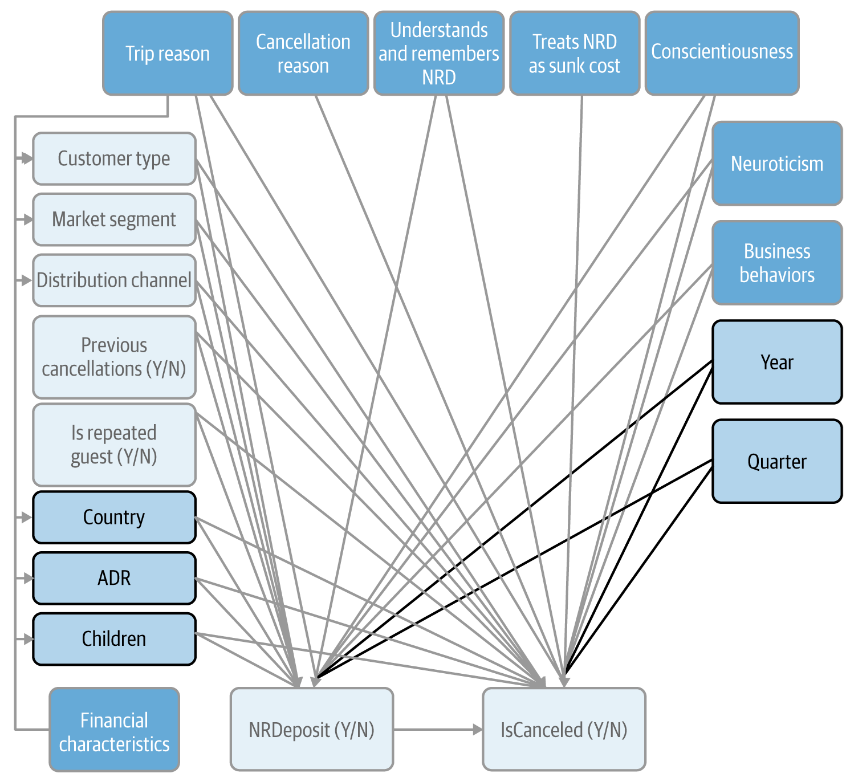 Trip reason
Cancellation
reason
Understands
and remembers
NRD
Treats NRD
as sunk cost
Conscientiousness
Customer type
Market segment
Distribution channel
Previous
cancellations (Y/N)
Is repeated
guest (Y/N)
Country
ADR
Children
Financial
characteristics
Neuroticism
Business
behaviors
Year
Quarter
NRDeposit (Y/N)
IsCanceled (Y/N)